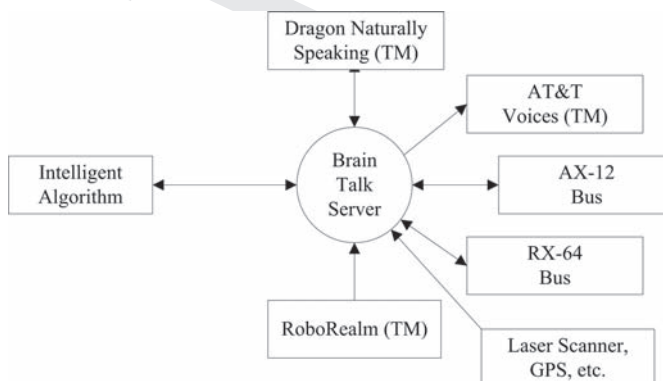 Dragon Naturally
Speaking (TM)
AT&T
Voices (TM)
Intelligent
Algorithm
Brain
Talk
Server
AX-12
Bus
RX-64
Bus
RoboRealm (TM)
Laser Scanner,
GPS, etc.